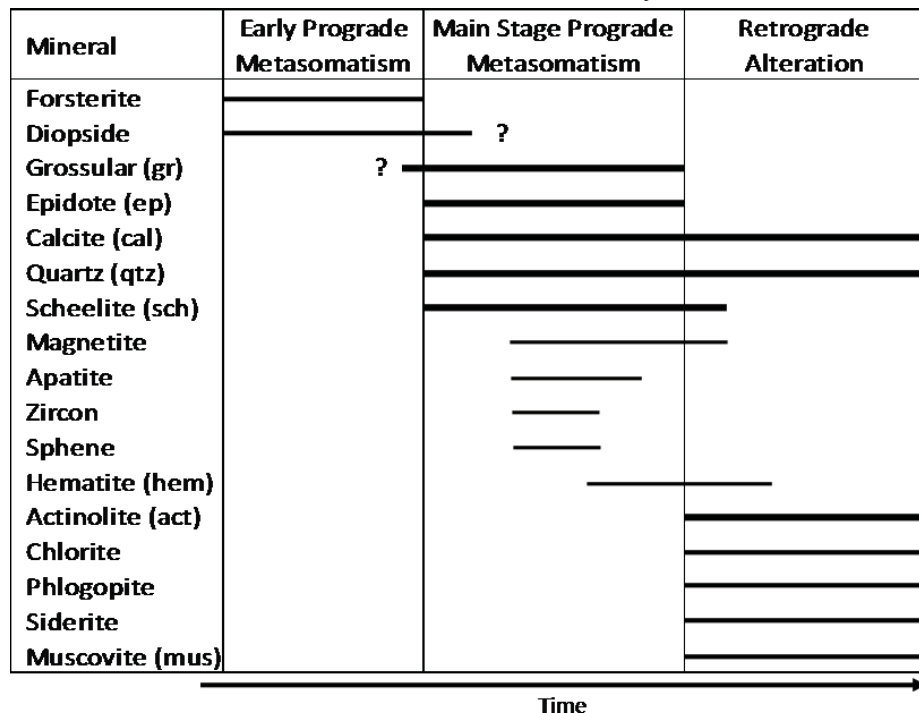 Mineral
Early Prograde
Metasomatism
Main Stage Prograde
Metasomatism
Retrograde
Alteration
Forsterite
Diopside ?
Grossular (gr) ?
Epidote (ep)
Calcite (cal)
Quartz (qtz)
Scheelite (sch)
Magnetite
Apatite
Zircon
Sphene
Hematite (hem)
Actinolite (act)
Chlorite
Phlogopite
Siderite
Muscovite (mus)
Time